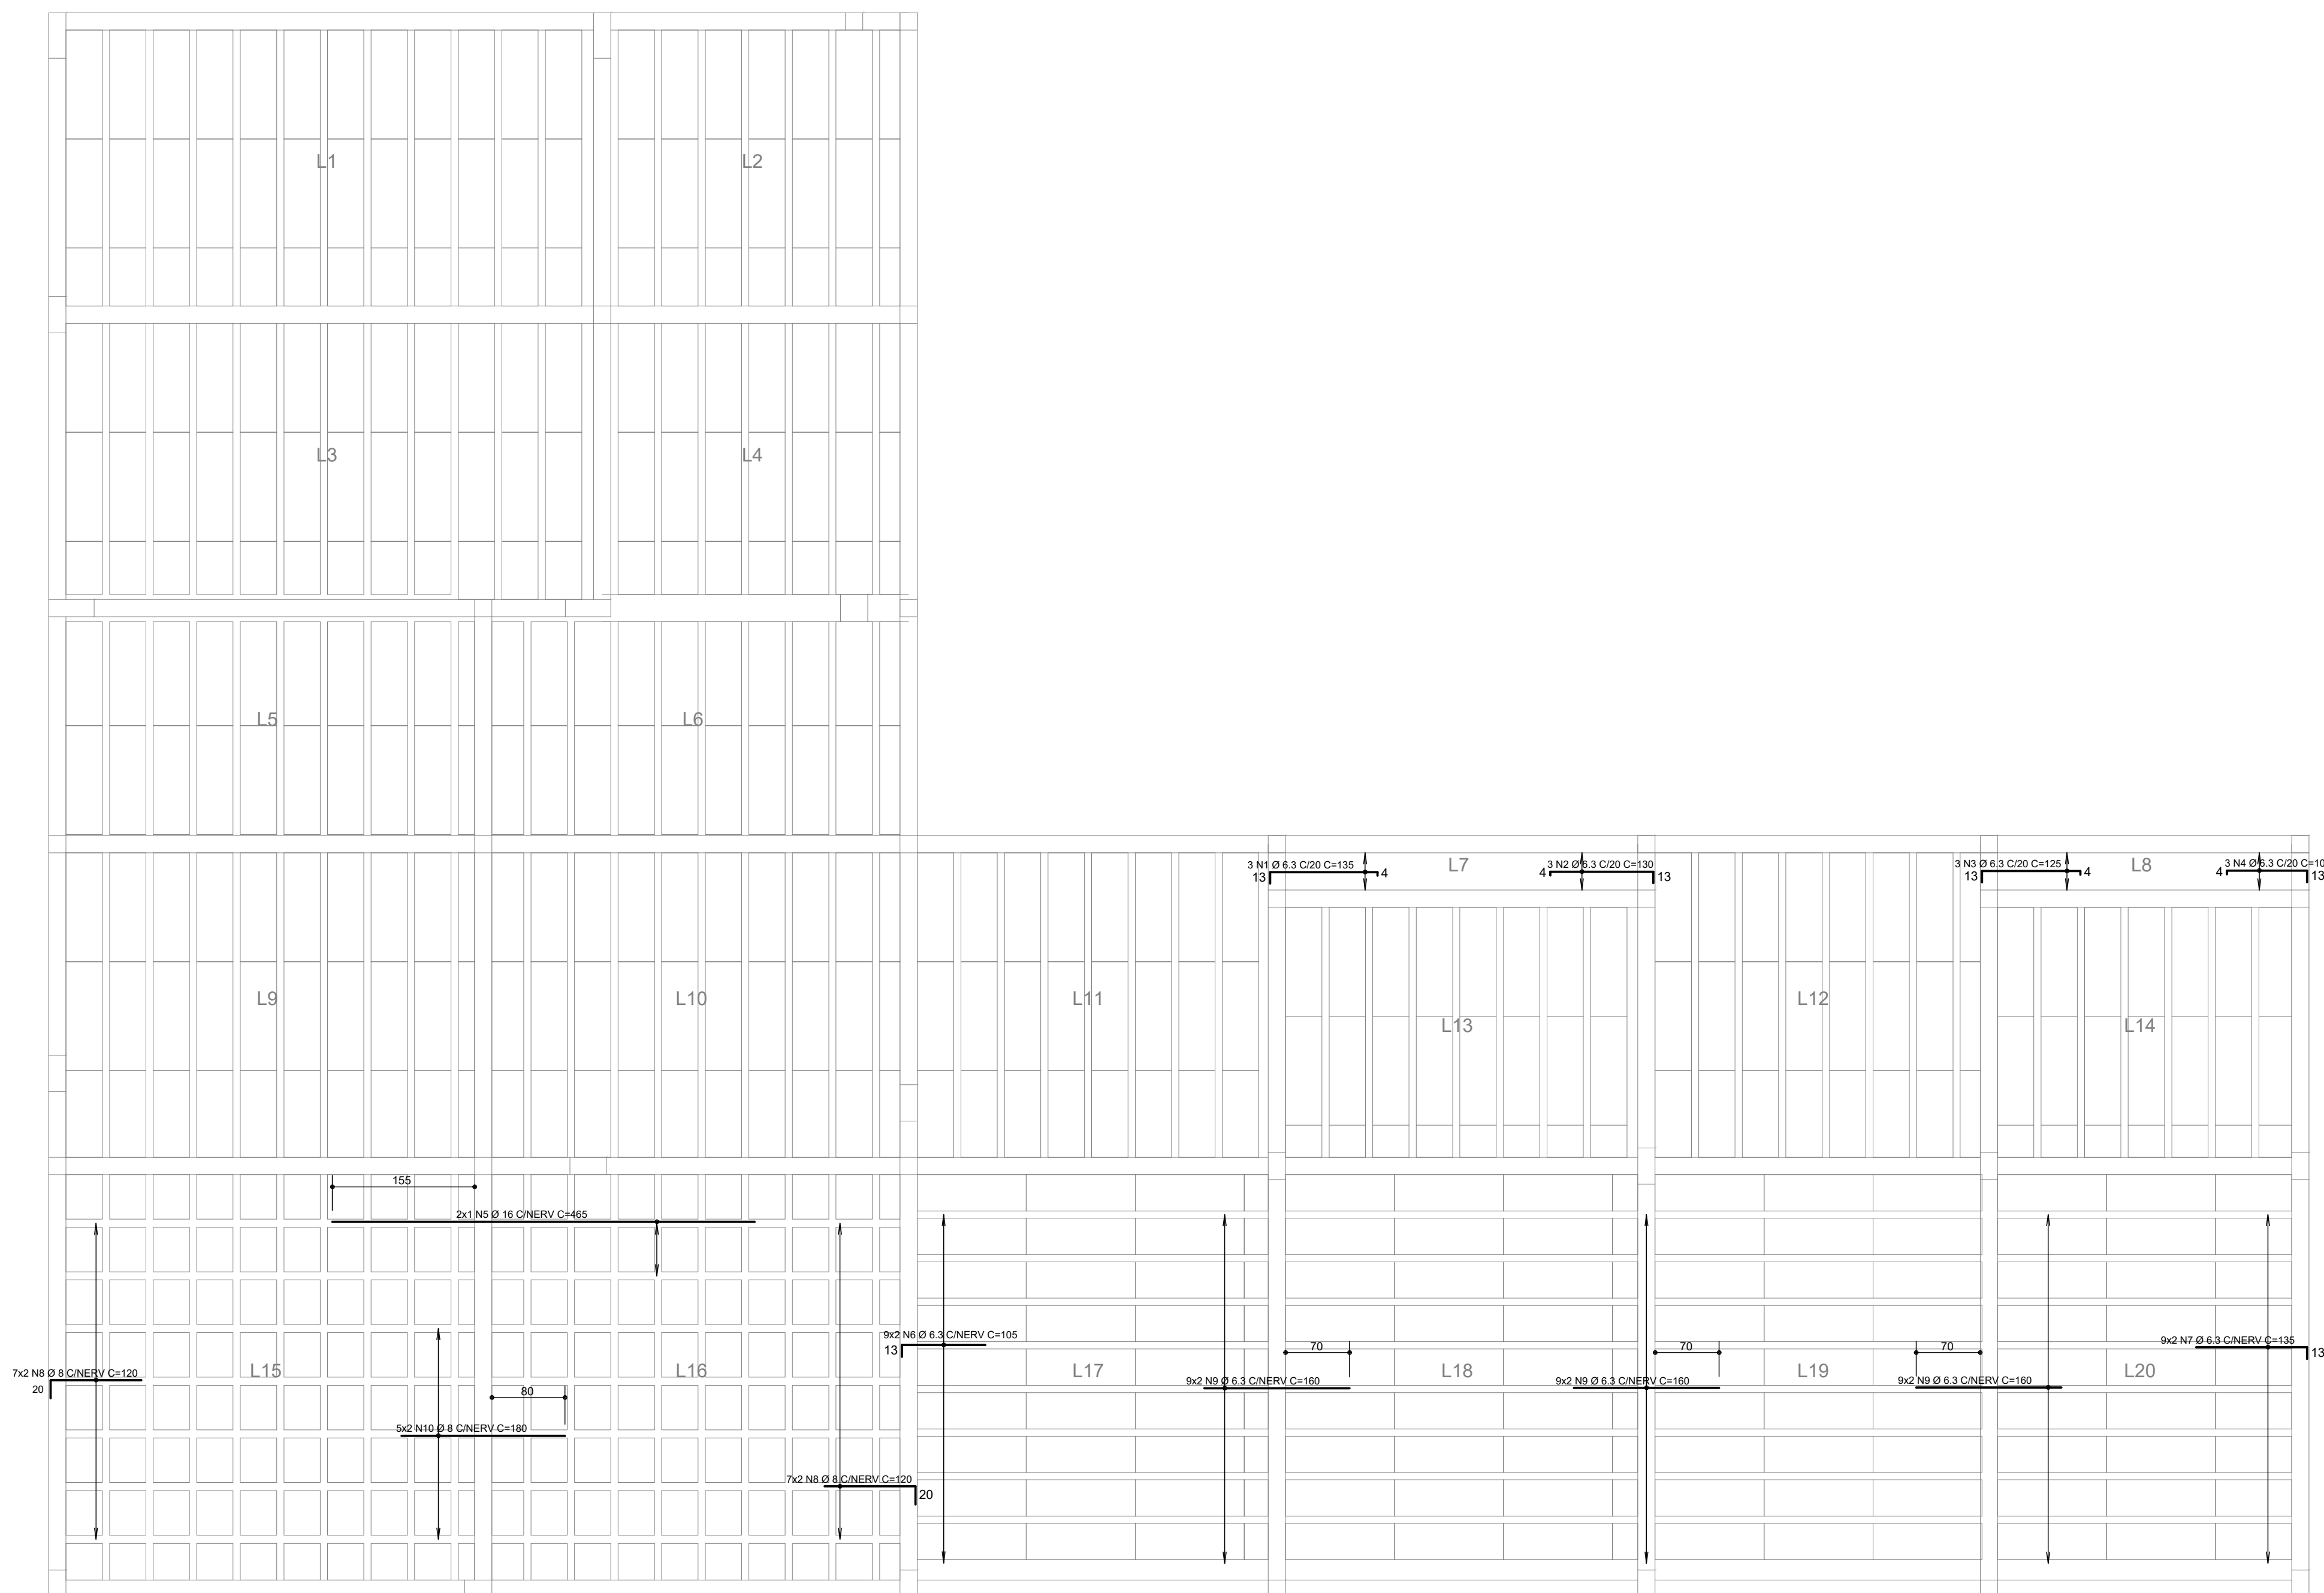 L1
L2
L3
L4
L5
L6
3 N1 Ø 6.3 C/20 C=135
13
4
L7
3 N2 Ø 6.3 C/20 C=130
4
13
3 N3 Ø 6.3 C/20 C=125
13
4
L8
3 N4 Ø 6.3 C/20
4
13
L9
L10
L11
L12
L13
L14
155
2x1 N5 Ø 16 C/NERV C=465
9x2 N6 Ø 6.3 C/NERV C=105
13
70
70
70
9x2 N7 Ø 6.3 C/NERV C=135
13
7x2 N8 Ø 8 C/NERV C=120
20
L15
L16
L17
L18
L19
L20
9x2 N9 Ø 6.3 C/NERV C=160
9x2 N9 Ø 6.3 C/NERV C=160
9x2 N9 Ø 6.3 C/NERV C=160
80
5x2 N10 Ø 8 C/NERV C=180
7x2 N8 Ø 8 C/NERV C=120
20